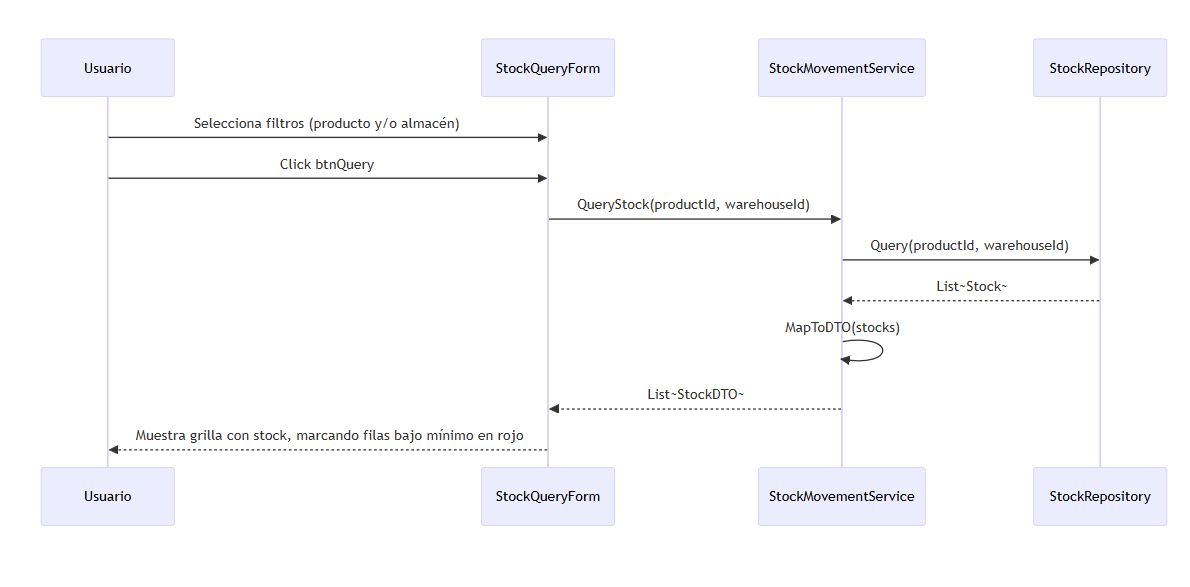 Usuario
StockQueryForm
StockMovementService
StockRepository
Selecciona filtros (producto y/o almacén)
Click btnQuery
QueryStock(productId, warehouseId)
Query(productId, warehouseId)
List~Stock~
MapToDTO(stocks)
List~StockDTO~
Muestra grilla con stock, marcando filas bajo mínimo en rojo
Usuario
StockQueryForm
StockMovementService
StockRepository